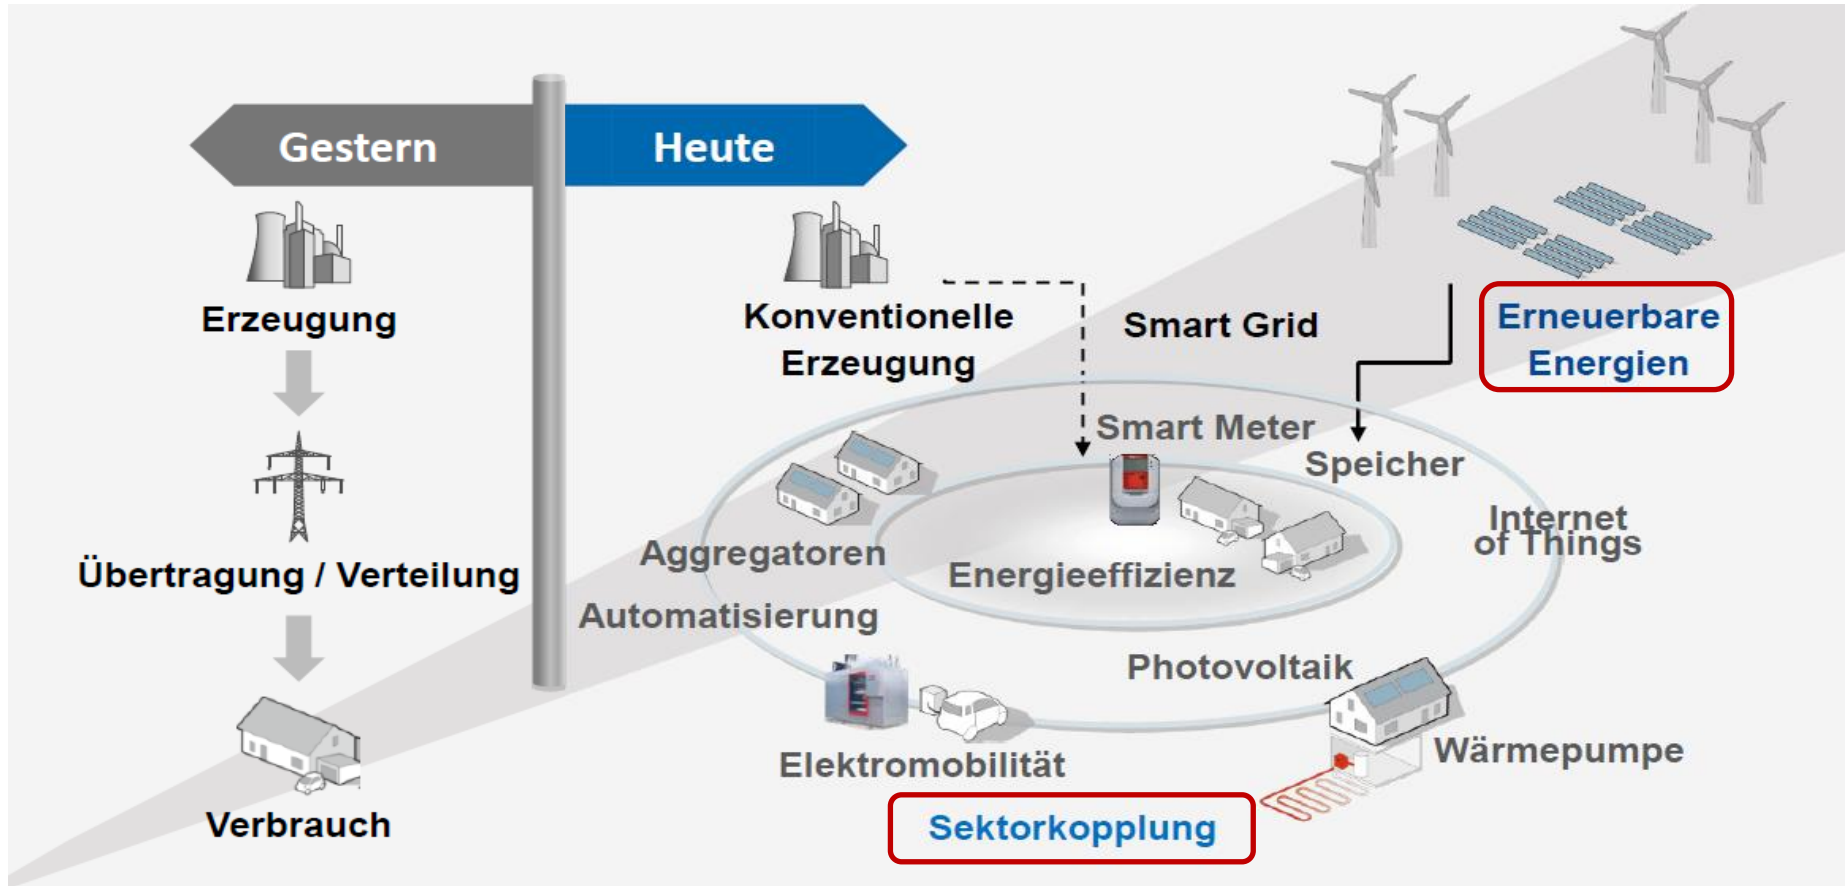 Gestern
Heute
Erzeugung
Übertragung / Verteilung
Verbrauch
Konventionelle
Erzeugung
Smart Grid
Erneuerbare
Energien
Smart Meter
Speicher
Internet
of Things
Aggregatoren
Energieeffizienz
Automatisierung
Photovoltaik
Elektromobilität
Wärmepumpe
Sektorkopplung